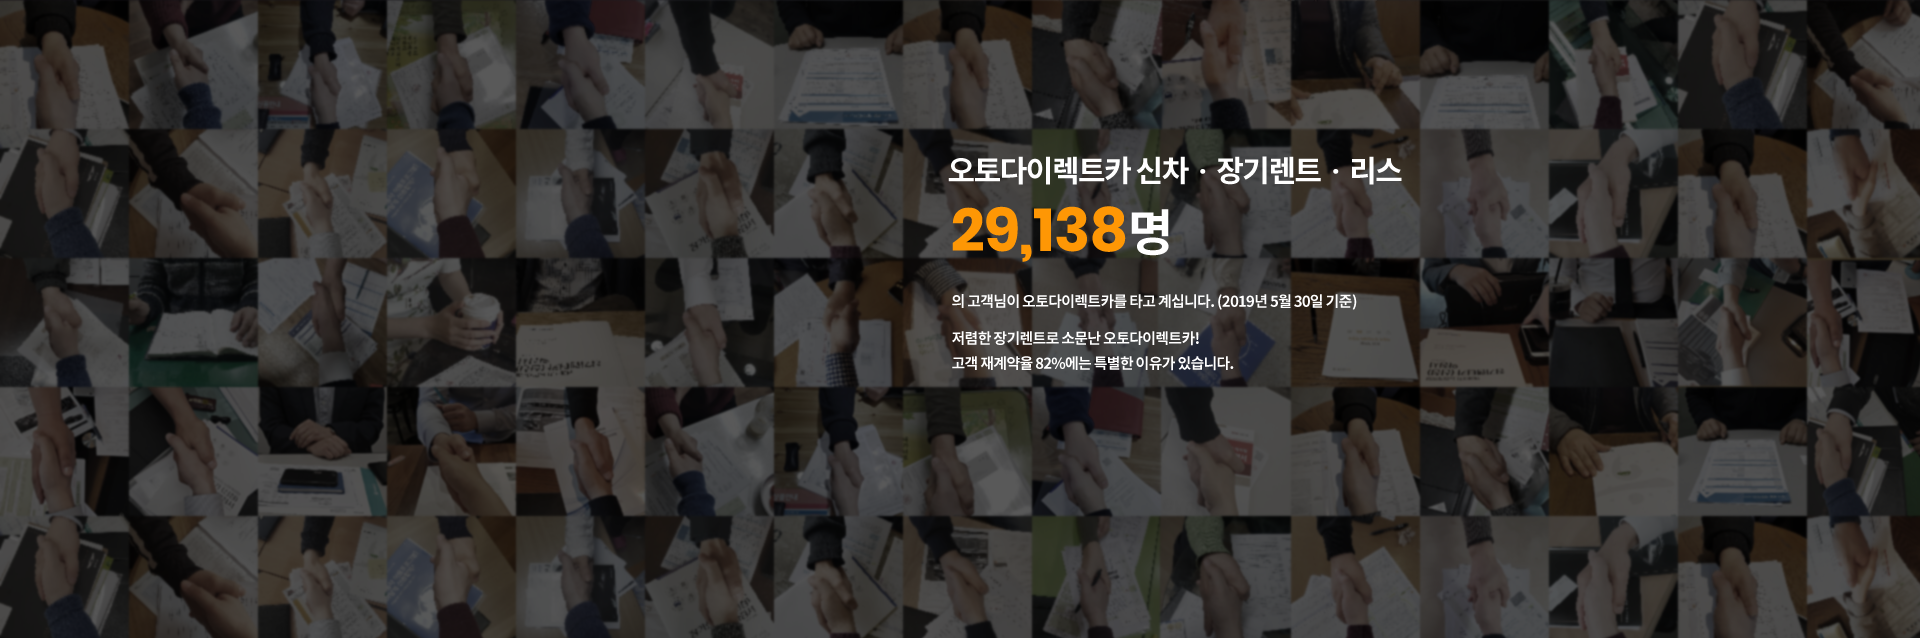 오토다이렉트카 신차 · 장기렌트 · 리스
29,138명
의 고객님이 오토다이렉트카를 타고 계십니다. (2019년 5월 30일 기준)
저렴한 장기렌트로 소문난 오토다이렉트카!
고객 재계약율 82%에는 특별한 이유가 있습니다.